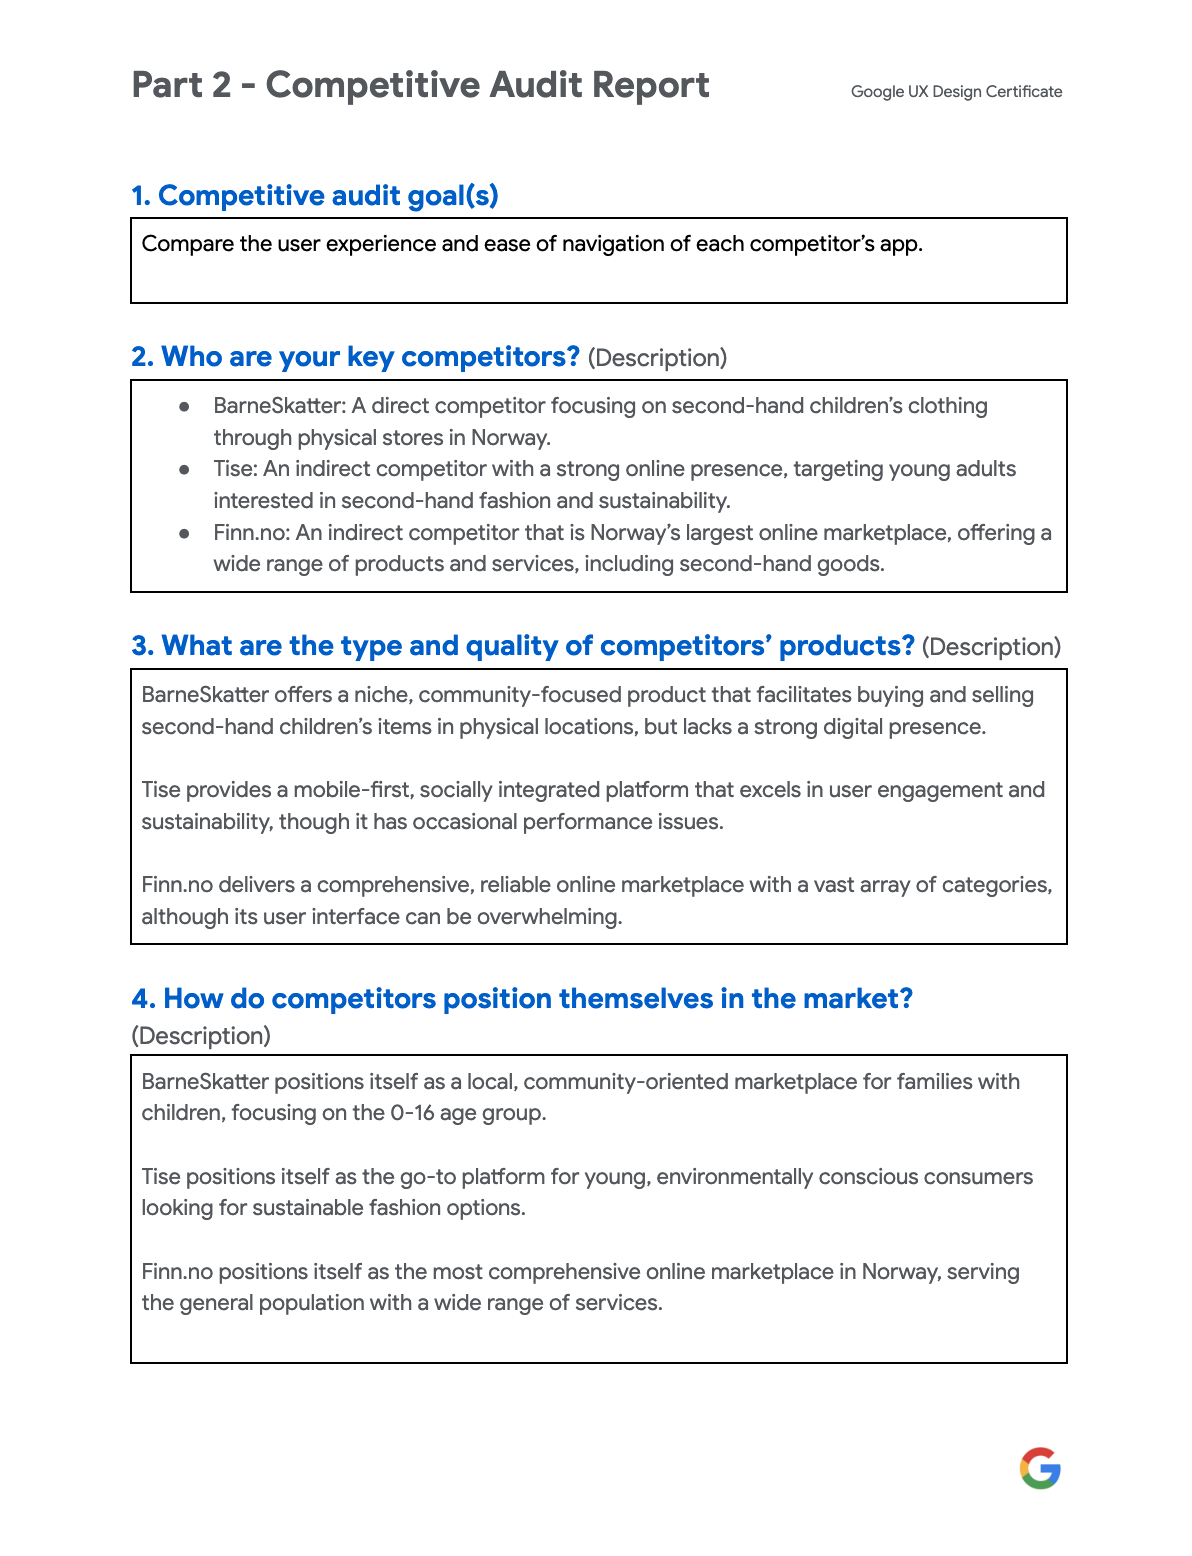 Part 2 - Competitive Audit Report
Google UX Design Certificate
1. Competitive audit goal(s)
Compare the user experience and ease of navigation of each competitor’s app.
2. Who are your key competitors? (Description)
● BarneSkatter: A direct competitor focusing on second-hand children’s clothing
through physical stores in Norway.
● Tise: An indirect competitor with a strong online presence, targeting young adults
interested in second-hand fashion and sustainability.
● Finn.no: An indirect competitor that is Norway’s largest online marketplace, offering a
wide range of products and services, including second-hand goods.
3. What are the type and quality of competitors’ products? (Description)
BarneSkatter offers a niche, community-focused product that facilitates buying and selling
second-hand children’s items in physical locations, but lacks a strong digital presence.
Tise provides a mobile-first, socially integrated platform that excels in user engagement and
sustainability, though it has occasional performance issues.
Finn.no delivers a comprehensive, reliable online marketplace with a vast array of categories,
although its user interface can be overwhelming.
4. How do competitors position themselves in the market?
(Description)
BarneSkatter positions itself as a local, community-oriented marketplace for families with
children, focusing on the 0-16 age group.
Tise positions itself as the go-to platform for young, environmentally conscious consumers
looking for sustainable fashion options.
Finn.no positions itself as the most comprehensive online marketplace in Norway, serving
the general population with a wide range of services.
G